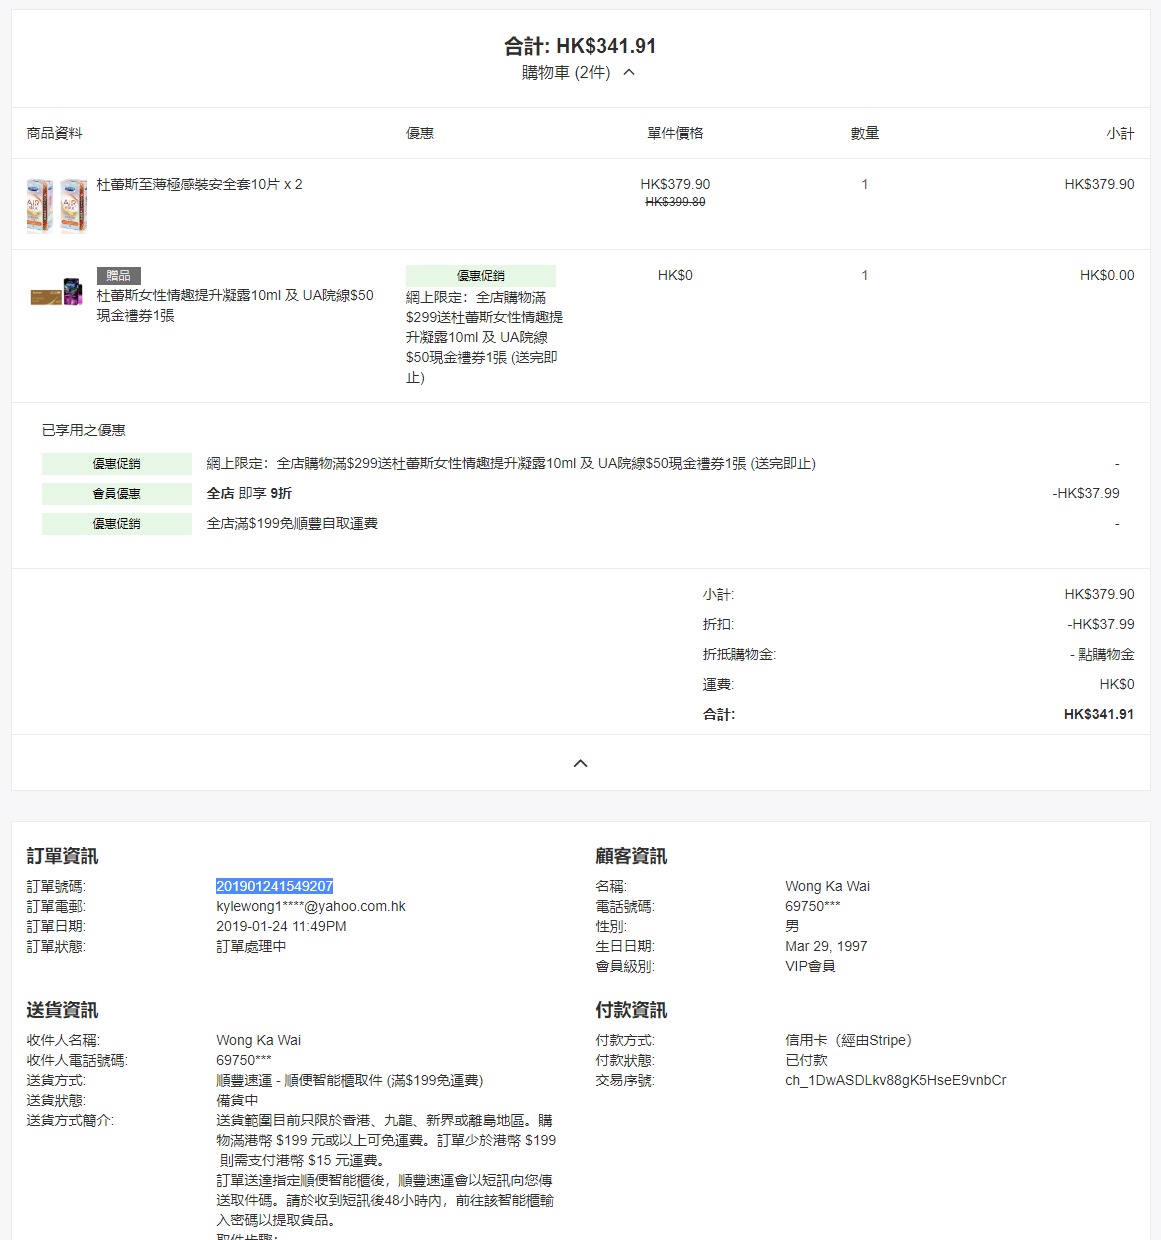 合計: HK$341.91
購物車 (2件)
商品資料 優惠 單件價格 數量 小計
杜蕾斯至薄極感裝安全套10片 x 2 HK$379.90 1 HK$379.90
HK$399.80
AIR AIR
贈品 優惠促銷 HK$0 1 HK$0.00
杜蕾斯女性情趣提升凝露10ml 及 UA院線$50
現金禮券1張
網上限定：全店購物滿
$299送杜蕾斯女性情趣提
升凝露10ml 及 UA院線
$50現金禮券1張 (送完即
止)
已享用之優惠
優惠促銷 網上限定：全店購物滿$299送杜蕾斯女性情趣提升凝露10ml 及 UA院線$50現金禮券1張 (送完即止) -
會員優惠 全店 即享 9折 -HK$37.99
優惠促銷 全店滿$199免順豐自取運費 -
小計: HK$379.90
折扣: -HK$37.99
折抵購物金: - 點購物金
運費: HK$0
合計: HK$341.91
訂單資訊
訂單號碼: 201901241549207
訂單電郵: kylewong1****@yahoo.com.hk
訂單日期: 2019-01-24 11:49PM
訂單狀態: 訂單處理中
顧客資訊
名稱: Wong Ka Wai
電話號碼: 69750***
性別: 男
生日日期: Mar 29, 1997
會員級別: VIP會員
送貨資訊
收件人名稱: Wong Ka Wai
收件人電話號碼: 69750***
送貨方式: 順豐速運 - 順便智能櫃取件 (滿$199免運費)
送貨狀態: 備貨中
送貨方式簡介: 送貨範圍目前只限於香港、九龍、新界或離島地區。購
物滿港幣 $199 元或以上可免運費。訂單少於港幣 $199
則需支付港幣 $15 元運費。
訂單送達指定順便智能櫃後，順豐速運會以短訊向您傳
送取件碼。請於收到短訊後48小時內，前往該智能櫃輸
入密碼以提取貨品。
取件步驟：
付款資訊
付款方式: 信用卡（經由Stripe）
付款狀態: 已付款
交易序號: ch_1DwASDLkv88gK5HseE9vnbCr